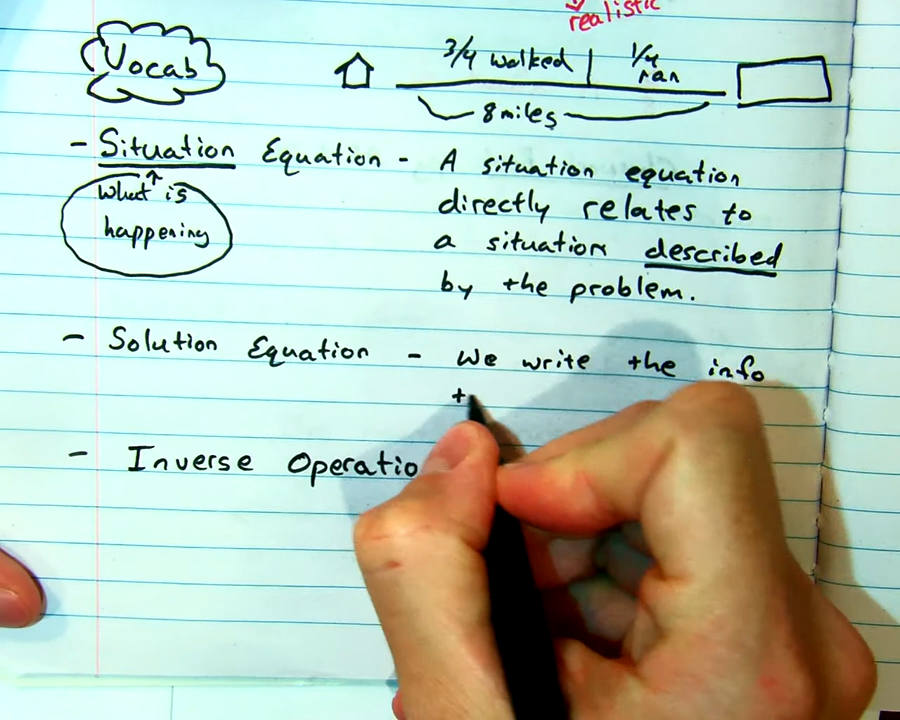 realistic
Vocab
3/4 walked
1/4 ran
8 miles
- Situation Equation - A situation equation
directly relates to
a situation described
by the problem.
what is
happening
- Solution Equation - We write the info
- Inverse Operatio